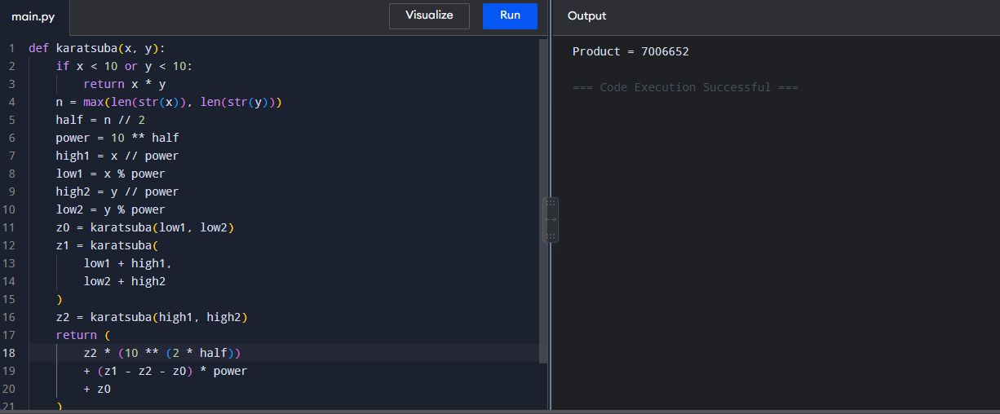 main.py
Visualize
Run
Output
1 def karatsuba(x, y):
2     if x < 10 or y < 10:
3         return x * y
4     n = max(len(str(x)), len(str(y)))
5     half = n // 2
6     power = 10 ** half
7     high1 = x // power
8     low1 = x % power
9     high2 = y // power
10     low2 = y % power
11     z0 = karatsuba(low1, low2)
12     z1 = karatsuba(
13         low1 + high1,
14         low2 + high2
15     )
16     z2 = karatsuba(high1, high2)
17     return (
18         z2 * (10 ** (2 * half))
19         + (z1 - z2 - z0) * power
20         + z0
21     )
Product = 7006652
=== Code Execution Successful ===